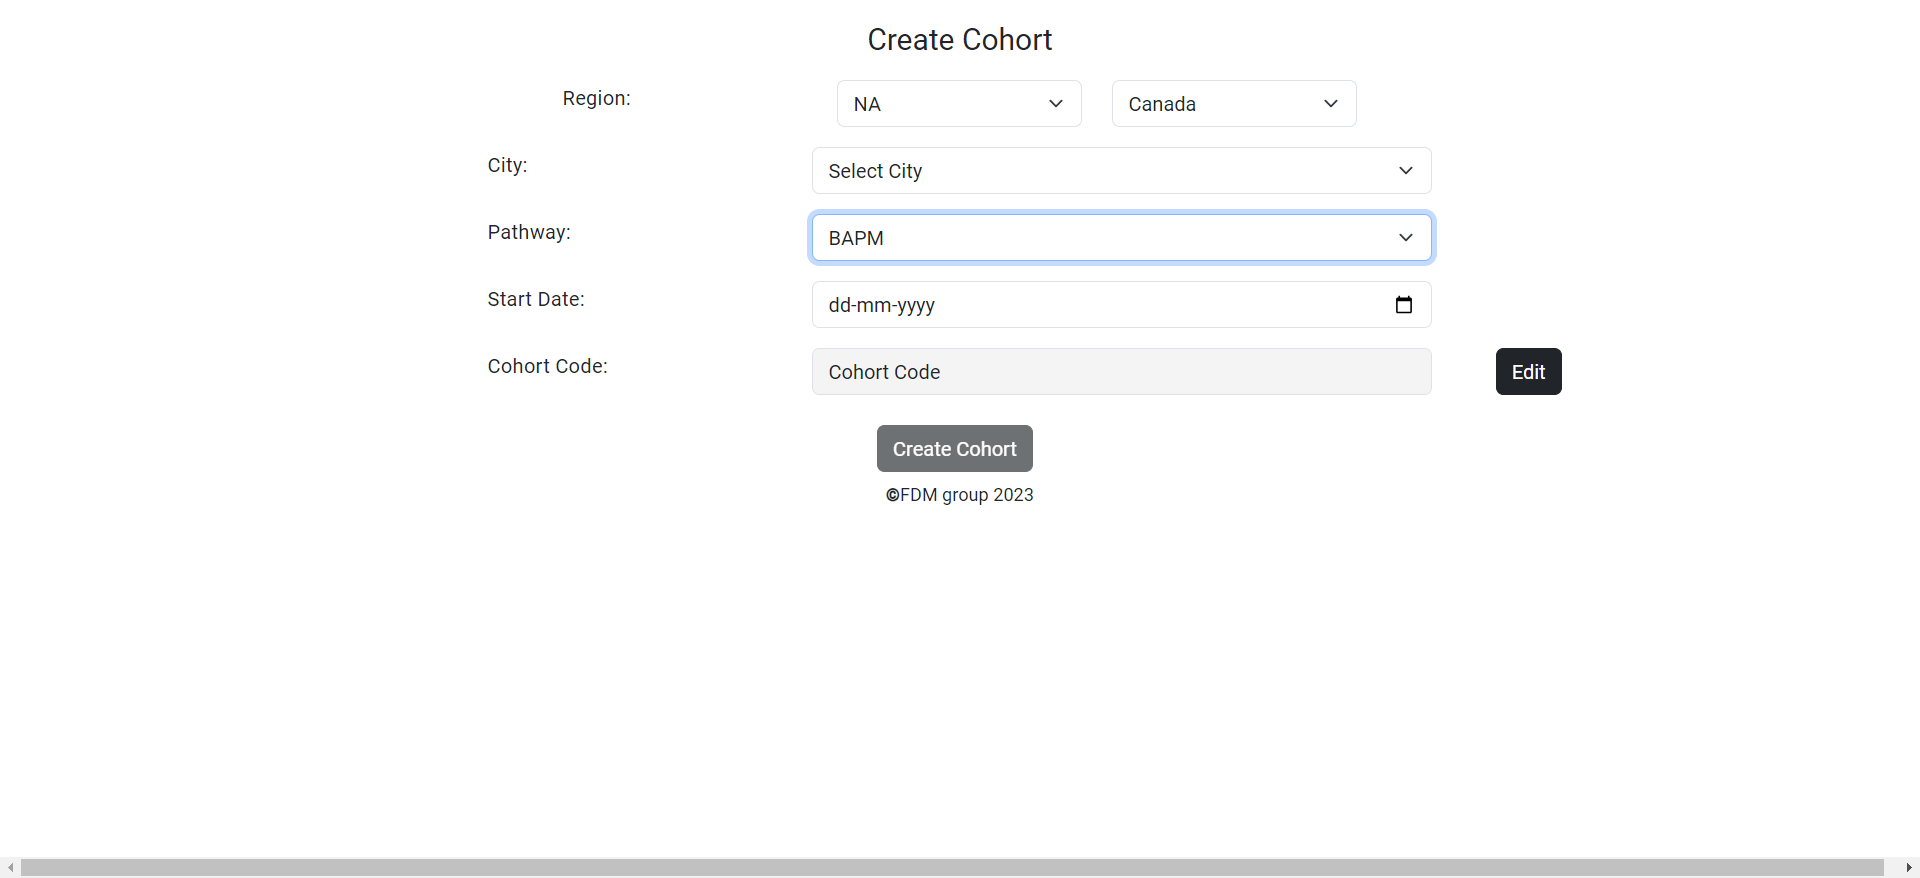 Create Cohort
Region: NA Canada
City: Select City
Pathway: BAPM
Start Date: dd-mm-yyyy
Cohort Code: Cohort Code Edit
Create Cohort
©FDM group 2023